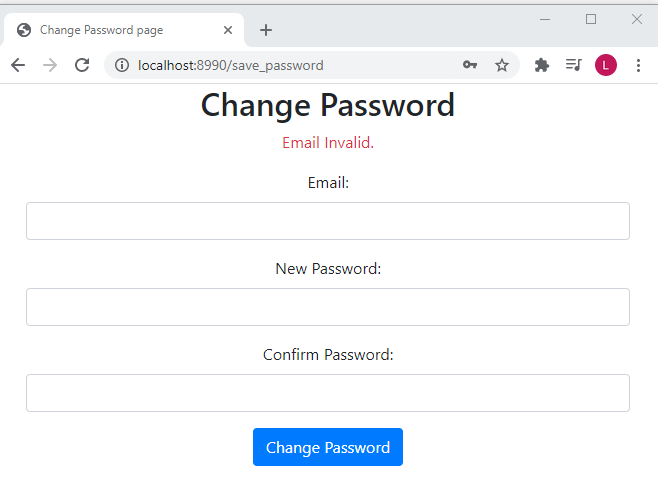 Change Password page
localhost:8990/save_password
L
Change Password
Email Invalid.
Email:
New Password:
Confirm Password:
Change Password